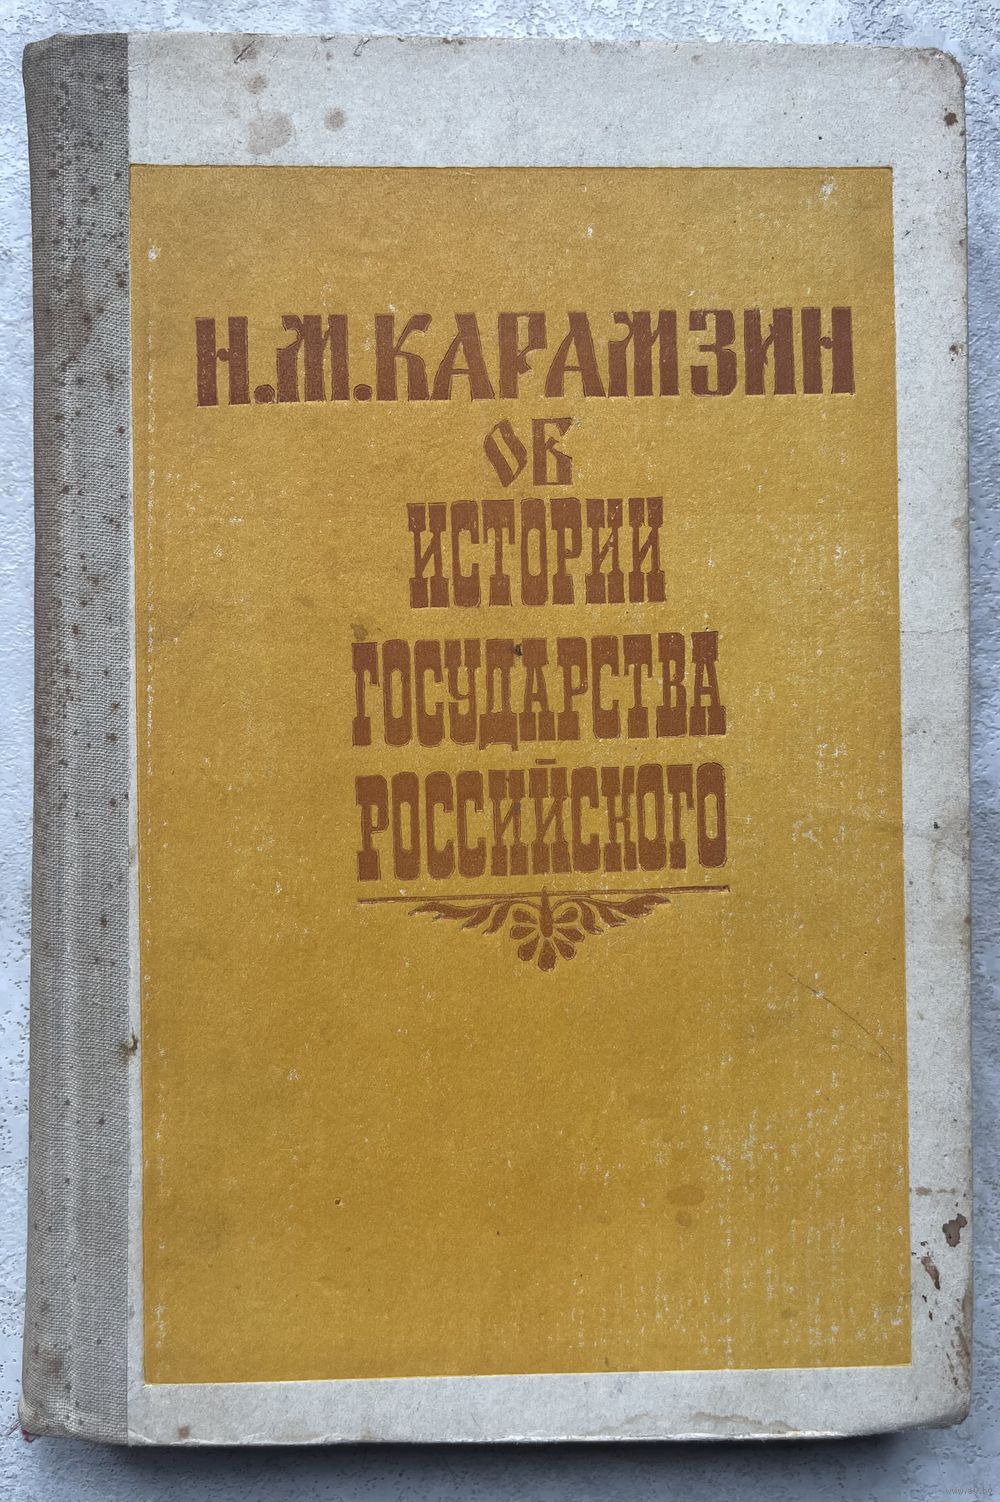 Н.М.КАРАМЗИН
ОБ
ИСТОРИИ
ГОСУДАРСТВА
РОССИЙСКОГО